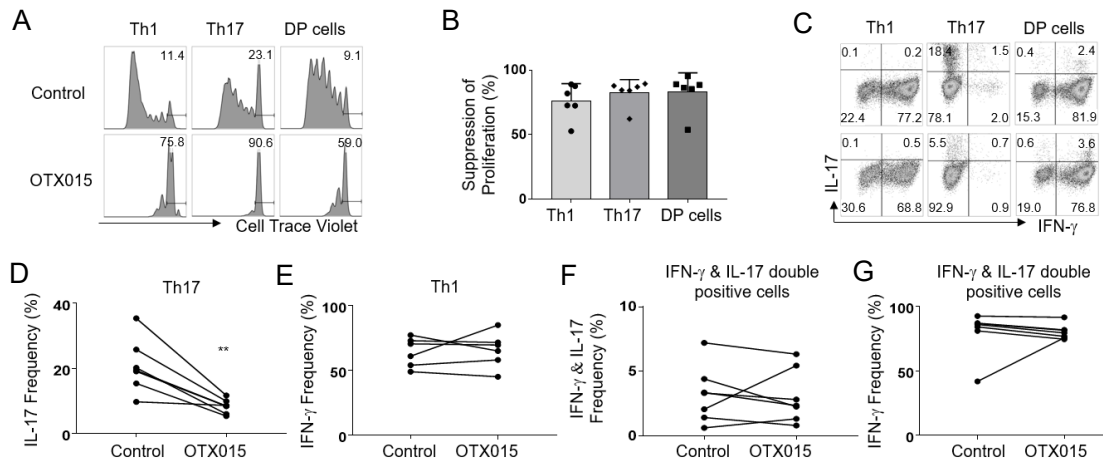 A
Th1 Th17 DP cells
Control
11.4 23.1 9.1
OTX015
75.8 90.6 59.0
Cell Trace Violet
B
Suppression of
Proliferation (%)
100
50
0
Th1 Th17 DP cells
C
Th1 Th17 DP cells
0.1 0.2 18.4 1.5 0.4 2.4
22.4 77.2 78.1 2.0 15.3 81.9
0.1 0.5 5.5 0.7 0.6 3.6
30.6 68.8 92.9 0.9 19.0 76.8
IL-17
IFN-γ
D
Th17
IL-17 Frequency (%)
40
20
0
**
Control OTX015
E
Th1
IFN-γ Frequency (%)
100
50
0
Control OTX015
F
IFN-γ & IL-17 double
positive cells
IFN-γ & IL-17
Frequency (%)
10
5
0
Control OTX015
G
IFN-γ & IL-17 double
positive cells
IFN-γ Frequency (%)
100
50
0
Control OTX015